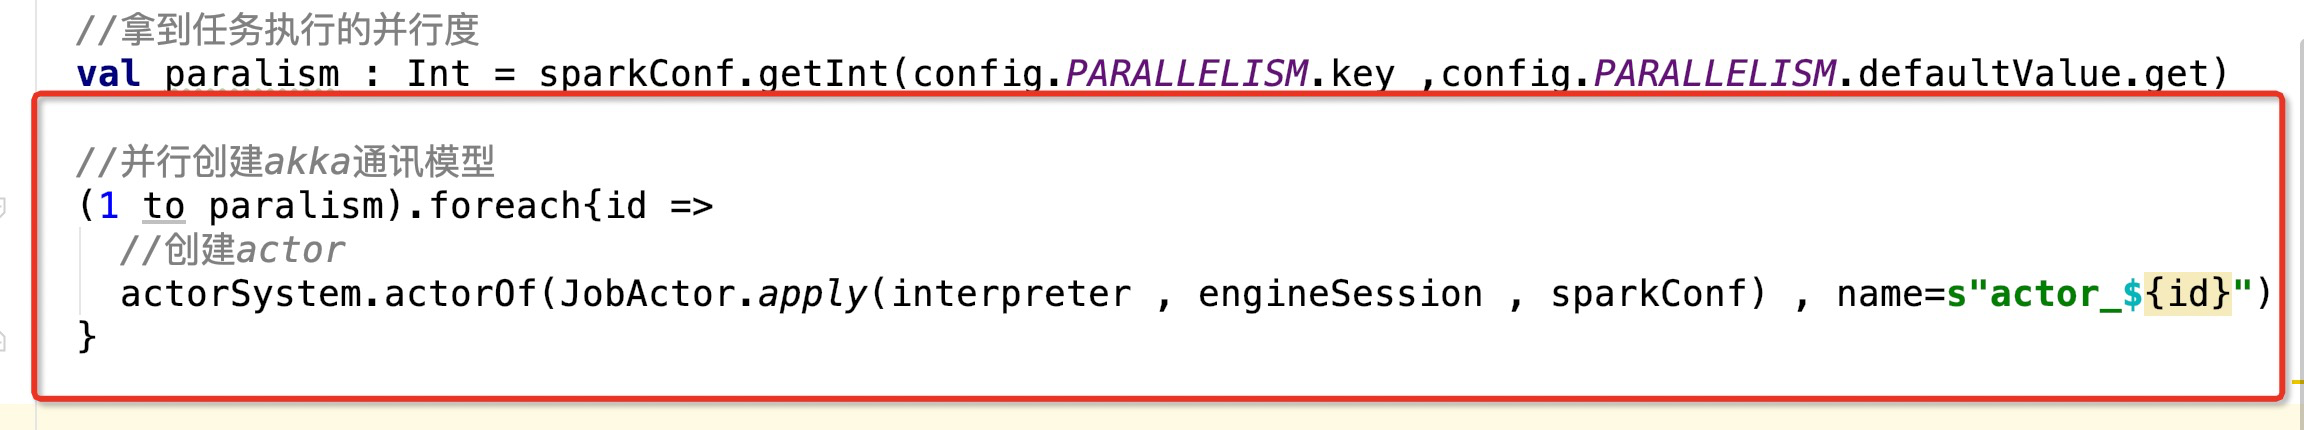 //拿到任务执行的并行度
val paralism : Int = sparkConf.getInt(config.PARALLELISM.key ,config.PARALLELISM.defaultValue.get)
//并行创建akka通讯模型
(1 to paralism).foreach{id =>
//创建actor
actorSystem.actorOf(JobActor.apply(interpreter , engineSession , sparkConf) , name=s"actor_${id}")
}